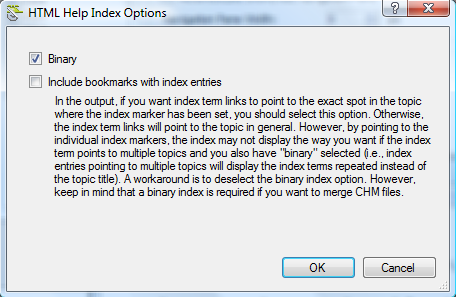 HTML Help Index Options
Binary
Include bookmarks with index entries
In the output, if you want index term links to point to the exact spot in the topic
where the index marker has been set, you should select this option. Otherwise,
the index term links will point to the topic in general. However, by pointing to the
individual index markers, the index may not display the way you want if the index
term points to multiple topics and you also have "binary" selected (i.e., index
entries pointing to multiple topics will display the index tems repeated instead of
the topic title). A workaround is to deselect the binary index option. However,
keep in mind that a binary index is required if you want to merge CHM files.
OK
Cancel